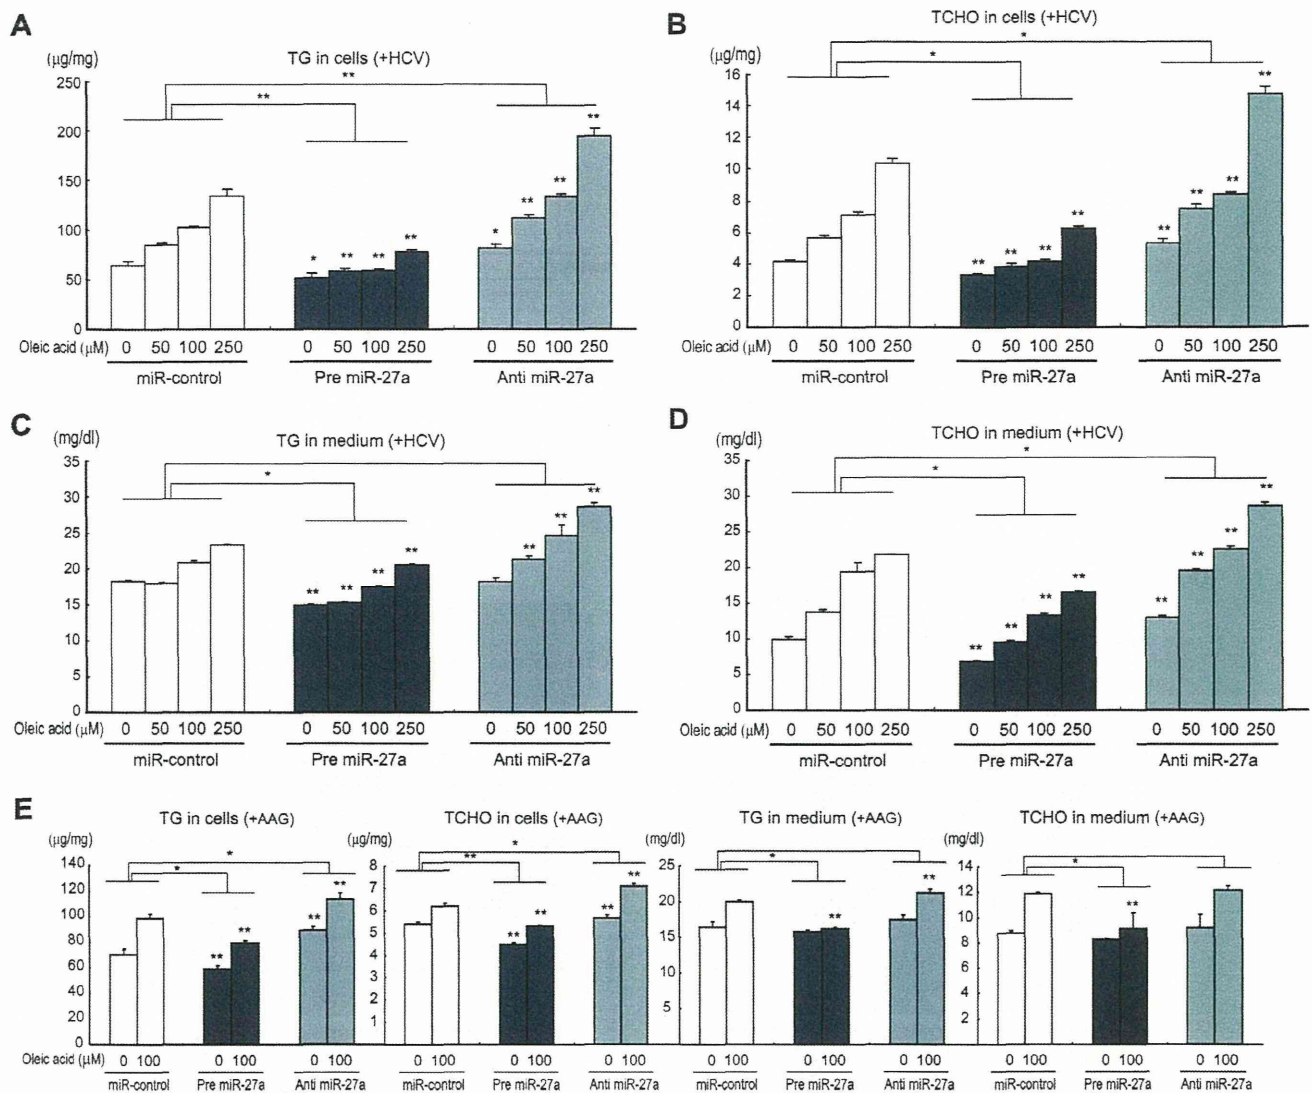 A
TG in cells (+HCV)
(μg/mg)
250
200
150
100
50
0
**
**
* ** ** **
* ** ** **
Oleic acid (μM) 0 50 100 250 0 50 100 250 0 50 100 250
miR-control Pre miR-27a Anti miR-27a
B
TCHO in cells (+HCV)
(μg/mg)
16
14
12
10
8
6
4
2
0
*
*
** ** ** **
** ** ** **
Oleic acid (μM) 0 50 100 250 0 50 100 250 0 50 100 250
miR-control Pre miR-27a Anti miR-27a
C
TG in medium (+HCV)
(mg/dl)
35
30
25
20
15
10
5
0
*
** ** ** **
** ** **
Oleic acid (μM) 0 50 100 250 0 50 100 250 0 50 100 250
miR-control Pre miR-27a Anti miR-27a
D
TCHO in medium (+HCV)
(mg/dl)
35
30
25
20
15
10
5
0
*
*
** ** ** **
** ** ** **
Oleic acid (μM) 0 50 100 250 0 50 100 250 0 50 100 250
miR-control Pre miR-27a Anti miR-27a
E
TG in cells (+AAG)
(μg/mg)
140
120
100
80
60
40
20
0
*
*
** **
** **
Oleic acid (μM) 0 100 0 100 0 100
miR-control Pre miR-27a Anti miR-27a
TCHO in cells (+AAG)
(μg/mg)
8
7
6
5
4
3
2
1
*
**
** **
** **
0 100 0 100 0 100
miR-control Pre miR-27a Anti miR-27a
TG in medium (+AAG)
(mg/dl)
25
20
15
10
5
*
**
**
0 100 0 100 0 100
miR-control Pre miR-27a Anti miR-27a
TCHO in medium (+AAG)
(mg/dl)
14
12
10
8
6
4
2
*
**
0 100 0 100 0 100
miR-control Pre miR-27a Anti miR-27a